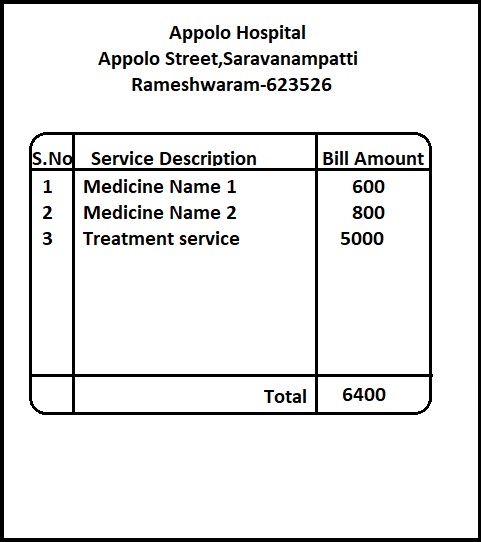 Appolo Hospital
Appolo Street,Saravanampatti
Rameshwaram-623526
S.No Service Description Bill Amount
1 Medicine Name 1 600
2 Medicine Name 2 800
3 Treatment service 5000
Total 6400